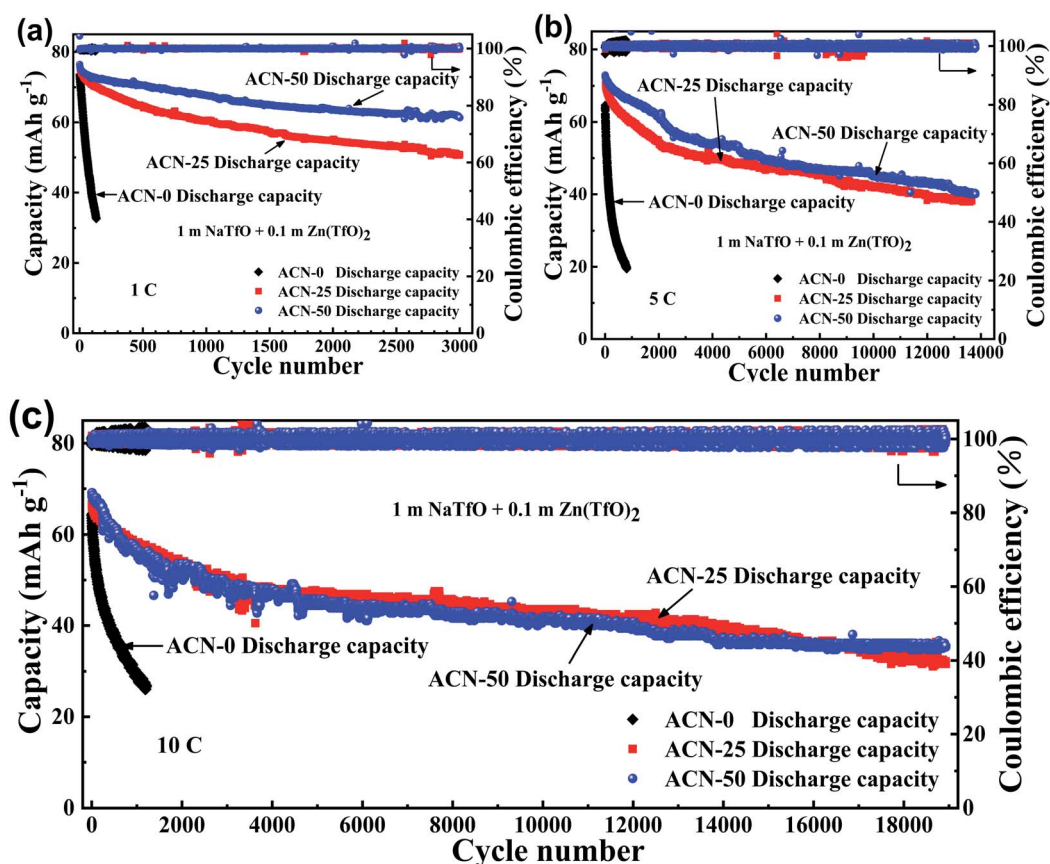 (a)
80
60
40
20
0
Capacity (mAh g⁻¹)
ACN-50 Discharge capacity
ACN-25 Discharge capacity
ACN-0 Discharge capacity
1 m NaTfO + 0.1 m Zn(TfO)₂
ACN-0 Discharge capacity
ACN-25 Discharge capacity
ACN-50 Discharge capacity
1 C
100
80
60
40
20
0
Coulombic efficiency (%)
0 500 1000 1500 2000 2500 3000
Cycle number
(b)
80
60
40
20
0
Capacity (mAh g⁻¹)
ACN-25 Discharge capacity
ACN-50 Discharge capacity
ACN-0 Discharge capacity
1 m NaTfO + 0.1 m Zn(TfO)₂
ACN-0 Discharge capacity
ACN-25 Discharge capacity
ACN-50 Discharge capacity
5 C
100
80
60
40
20
0
Coulombic efficiency (%)
0 2000 4000 6000 8000 10000 12000 14000
Cycle number
(c)
80
60
40
20
0
Capacity (mAh g⁻¹)
1 m NaTfO + 0.1 m Zn(TfO)₂
ACN-25 Discharge capacity
ACN-0 Discharge capacity
ACN-50 Discharge capacity
ACN-0 Discharge capacity
ACN-25 Discharge capacity
ACN-50 Discharge capacity
10 C
100
80
60
40
20
0
Coulombic efficiency (%)
0 2000 4000 6000 8000 10000 12000 14000 16000 18000
Cycle number